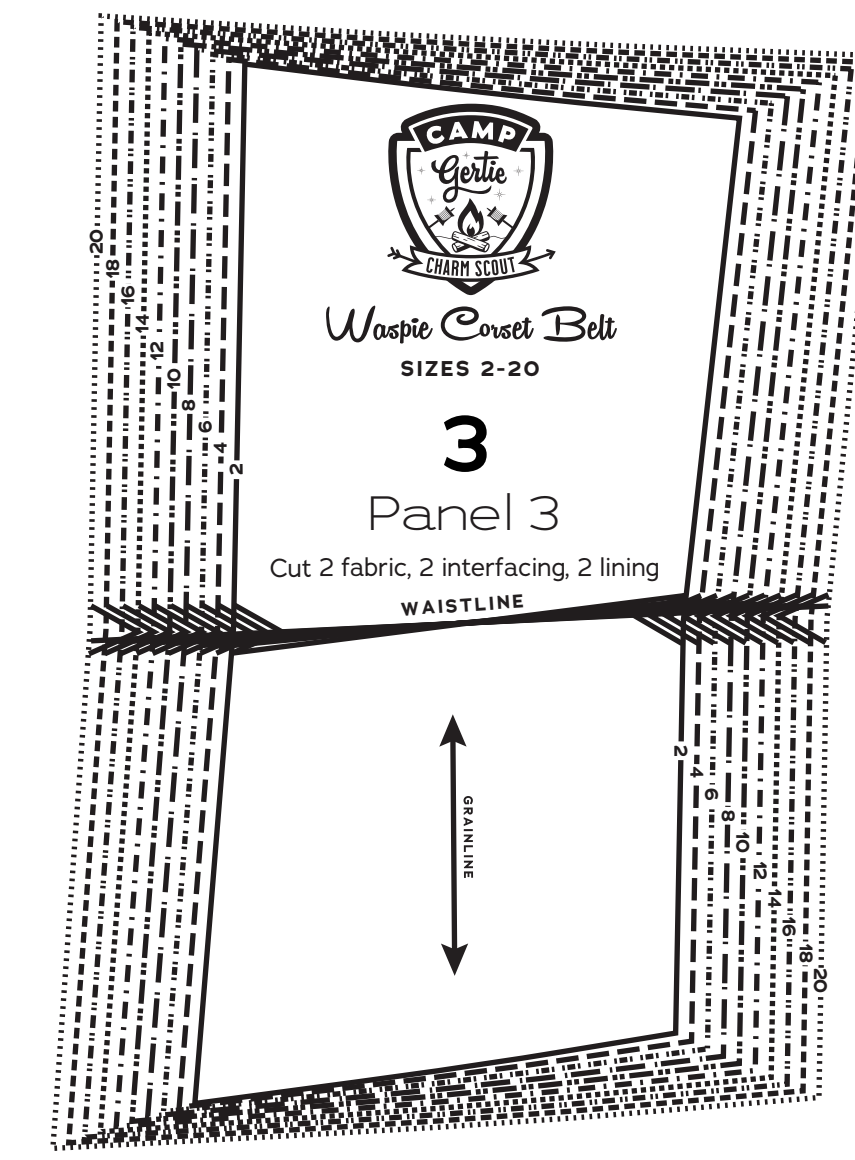 CAMP
Gertie
CHARM SCOUT
Waspie Corset Belt
SIZES 2-20
3
Panel 3
Cut 2 fabric, 2 interfacing, 2 lining
WAISTLINE
GRAINLINE
20
18
16
14
12
10
8
6
4
2
2
4
6
8
10
12
14
16
18
20